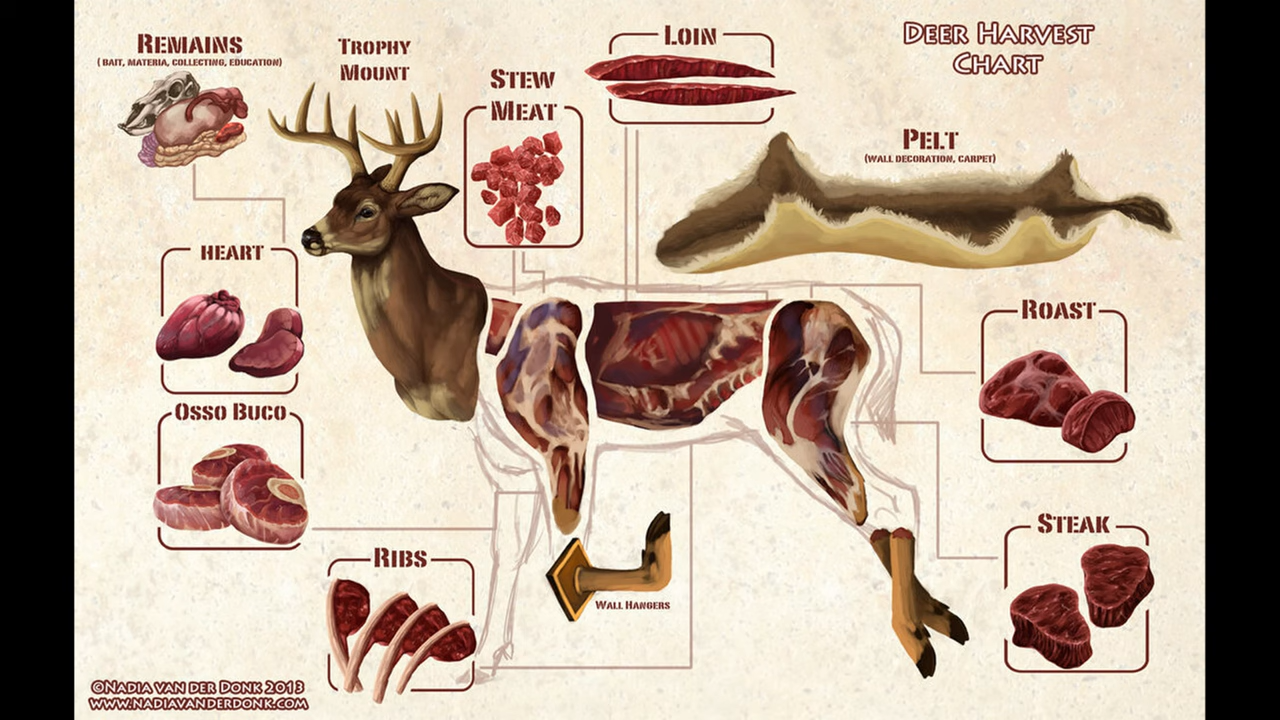 Remains
( Bait, Materia, Collecting, Education)
Trophy
Mount
Stew
Meat
Loin
Deer Harvest
Chart
Pelt
(Wall Decoration, Carpet)
Heart
Roast
Osso Buco
Steak
Ribs
Wall Hangers
©Nadia van der Donk 2013
www.nadiavanderdonk.com